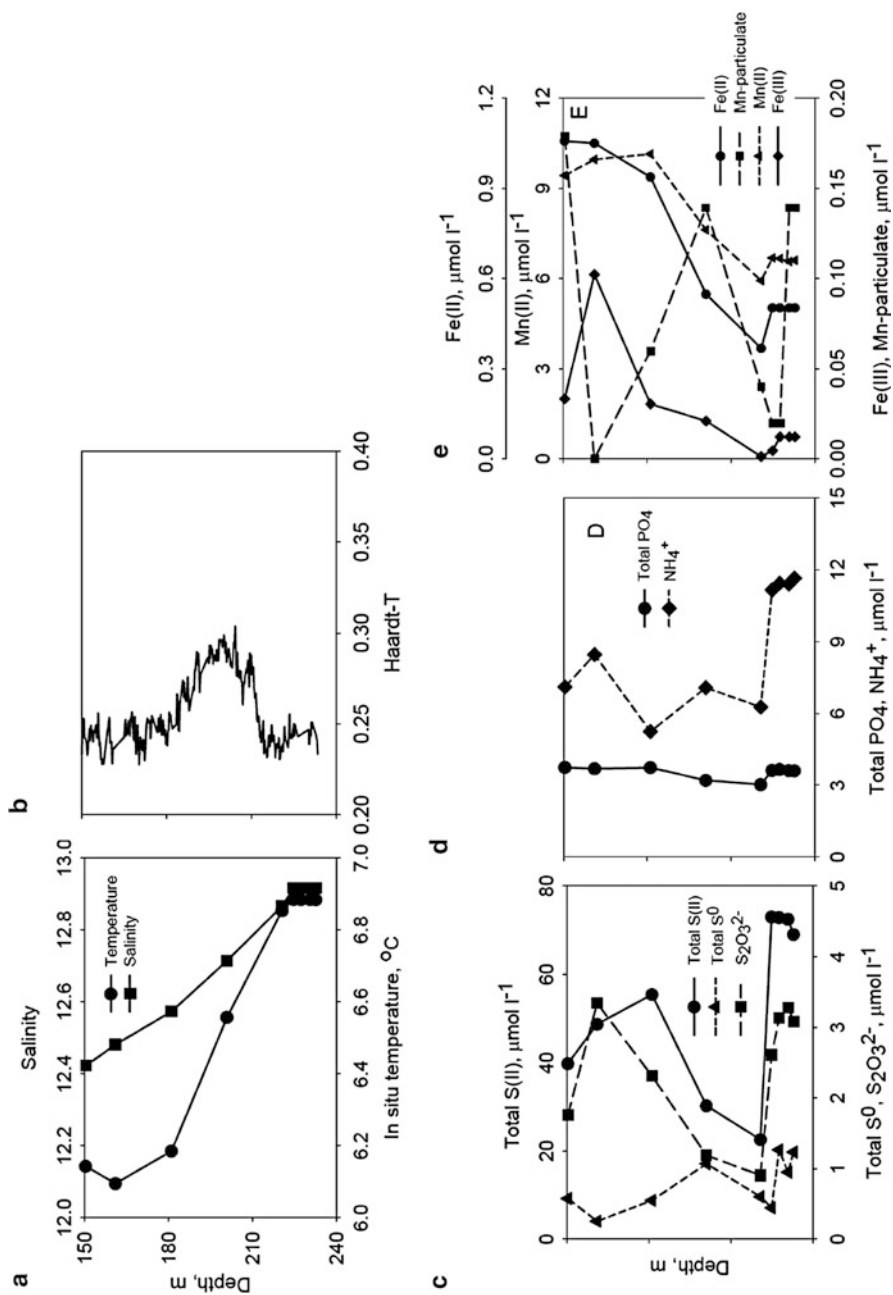 a
Salinity
12.0 12.2 12.4 12.6 12.8 13.0
Temperature
Salinity
150
180
210
240
Depth, m
6.0 6.2 6.4 6.6 6.8 7.0
In situ temperature, °C
b
0.20 0.25 0.30 0.35 0.40
Haardt-T
c
Total S(II), µmol l⁻¹
0 20 40 60 80
Total S(II)
Total S⁰
S₂O₃²⁻
Depth, m
0 1 2 3 4 5
Total S⁰, S₂O₃²⁻, µmol l⁻¹
d
D
Total PO₄
NH₄⁺
0 3 6 9 12 15
Total PO₄, NH₄⁺, µmol l⁻¹
e
Fe(II), µmol l⁻¹
0.0 0.3 0.6 0.9 1.2
Mn(II), µmol l⁻¹
0 3 6 9 12
E
Fe(II)
Mn-particulate
Mn(II)
Fe(III)
0.00 0.05 0.10 0.15 0.20
Fe(III), Mn-particulate, µmol l⁻¹